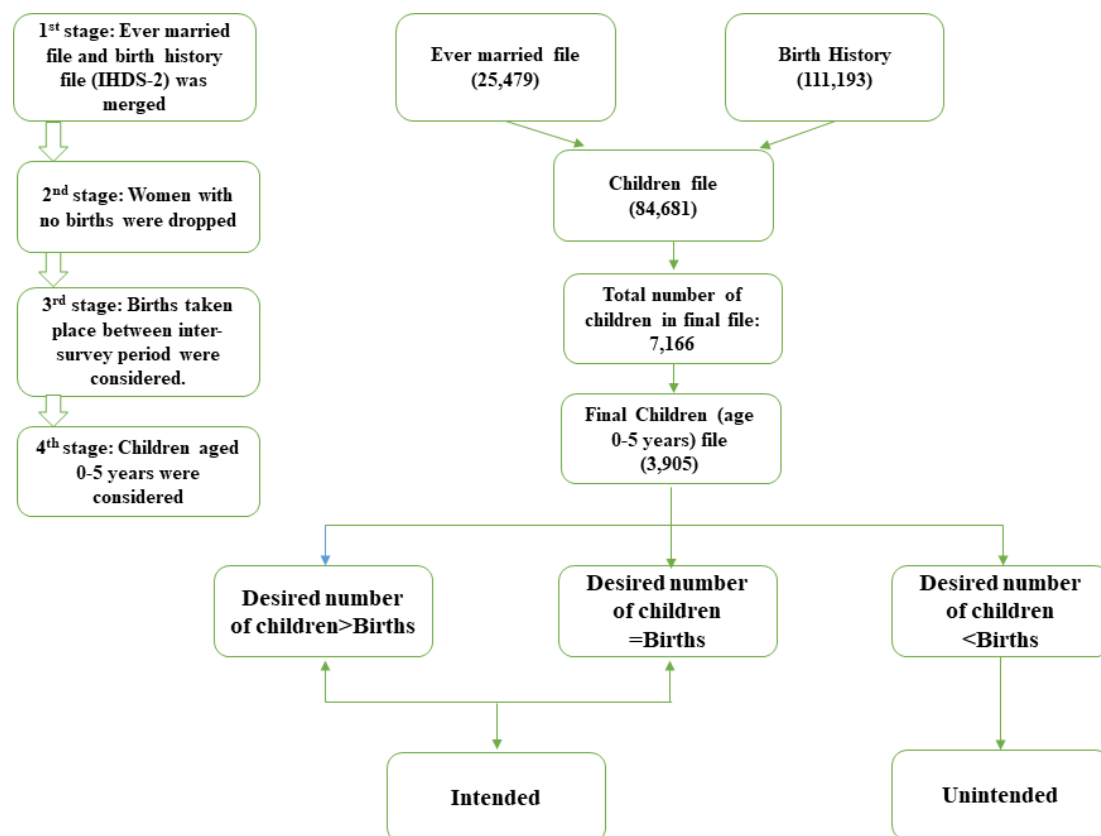 1st stage: Ever married
file and birth history
file (IHDS-2) was
merged
2nd stage: Women with
no births were dropped
3rd stage: Births taken
place between inter-
survey period were
considered.
4th stage: Children aged
0-5 years were
considered
Ever married file
(25,479)
Birth History
(111,193)
Children file
(84,681)
Total number of
children in final file:
7,166
Final Children (age
0-5 years) file
(3,905)
Desired number
of children>Births
Desired number
of children
=Births
Desired number
of children
<Births
Intended
Unintended